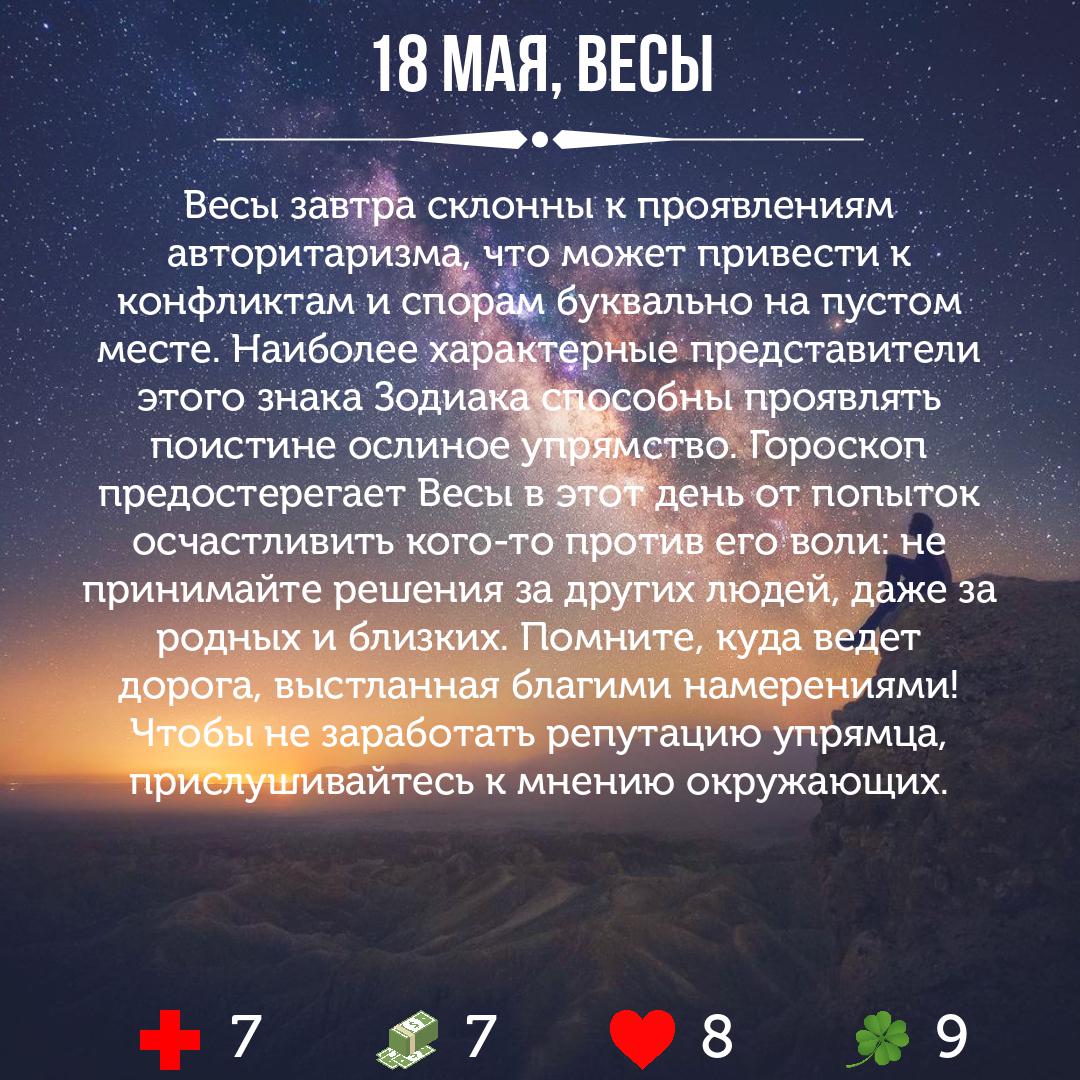 18 МАЯ, ВЕСЫ
Весы завтра склонны к проявлениям
авторитаризма, что может привести к
конфликтам и спорам буквально на пустом
месте. Наиболее характерные представители
этого знака Зодиака способны проявлять
поистине ослиное упрямство. Гороскоп
предостерегает Весы в этот день от попыток
осчастливить кого-то против его воли: не
принимайте решения за других людей, даже за
родных и близких. Помните, куда ведет
дорога, выстланная благими намерениями!
Чтобы не заработать репутацию упрямца,
прислушивайтесь к мнению окружающих.
7 7 8 9